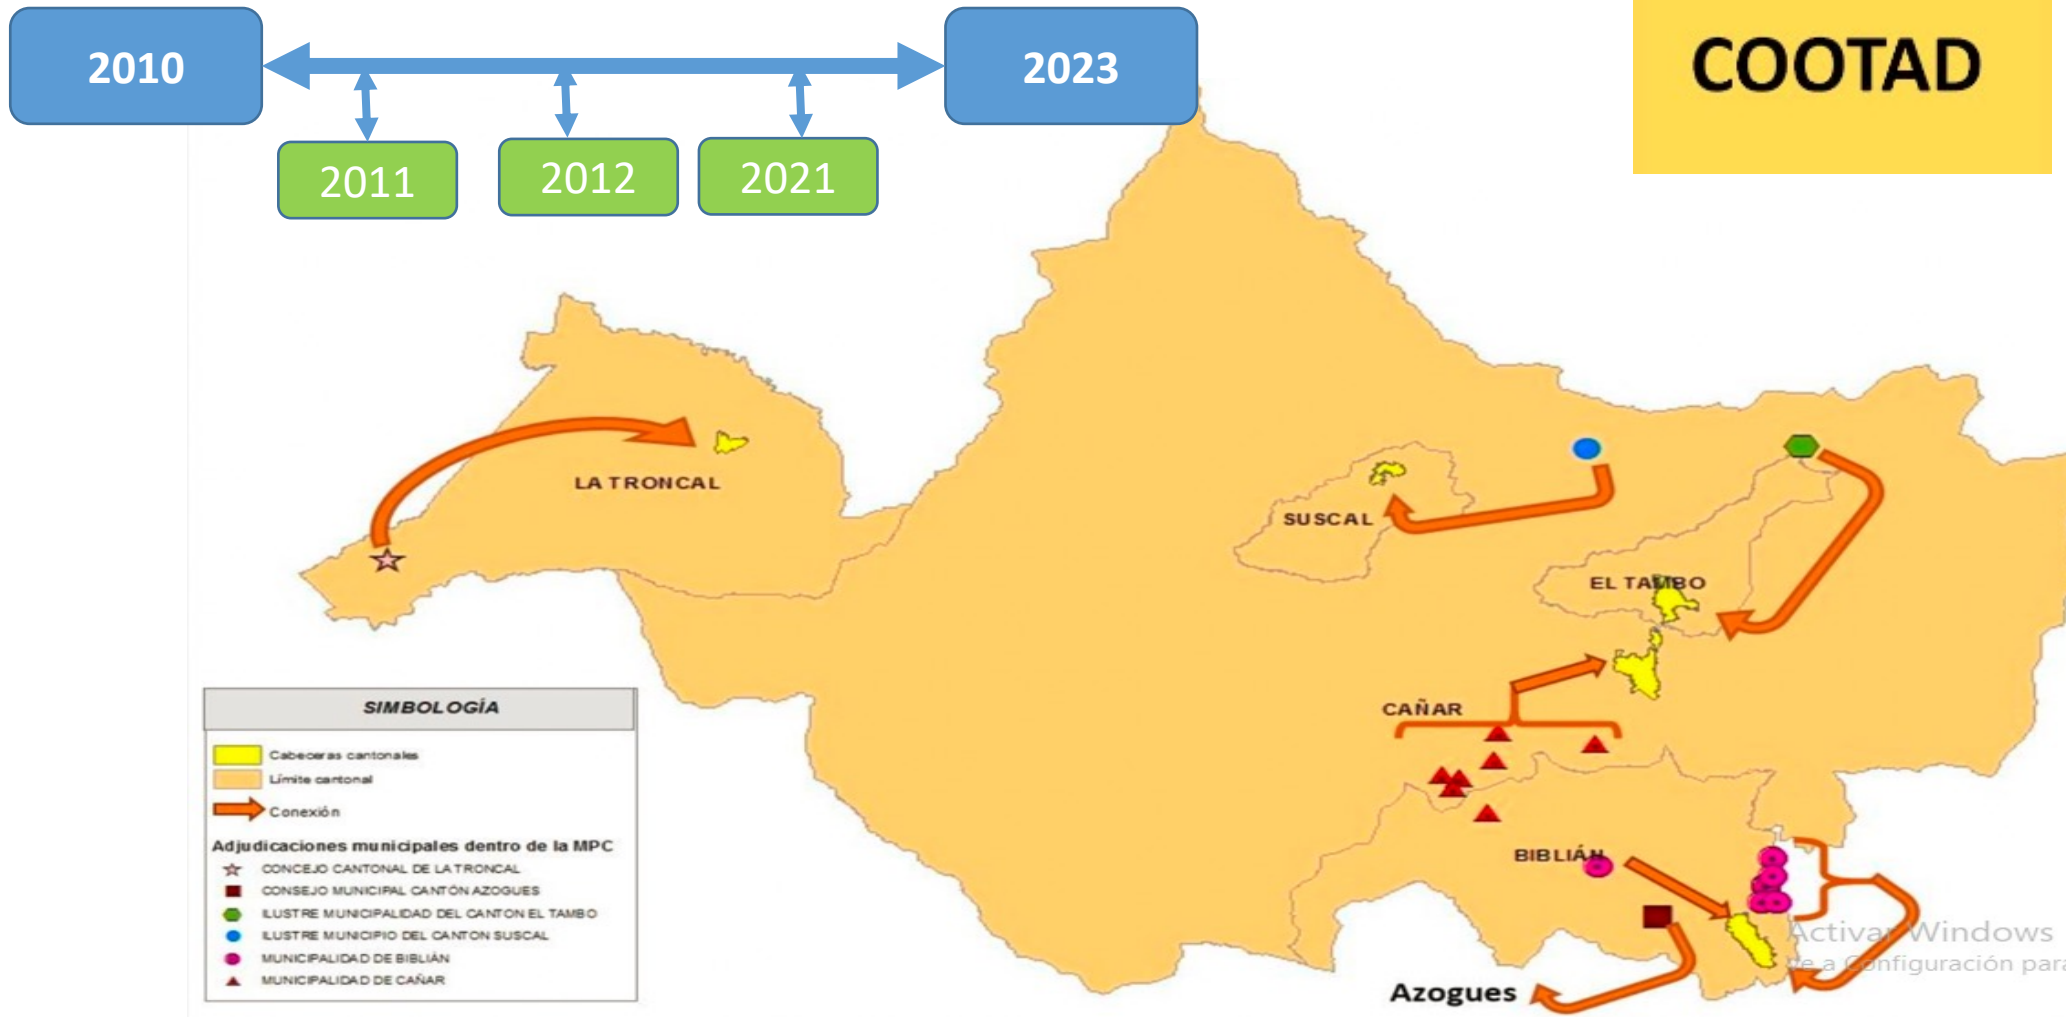 2010
2023
COOTAD
2011
2012
2021
LA TRONCAL
SUSCAL
EL TAMBO
CAÑAR
BIBLIÁN
Azogues
SIMBOLOGÍA
Cabeceras cantonales
Límite cantonal
Conexión
Adjudicaciones municipales dentro de la MPC
CONCEJO CANTONAL DE LA TRONCAL
CONSEJO MUNICIPAL CANTÓN AZOGUES
ILUSTRE MUNICIPALIDAD DEL CANTON EL TAMBO
ILUSTRE MUNICIPIO DEL CANTON SUSCAL
MUNICIPALIDAD DE BIBLIÁN
MUNICIPALIDAD DE CAÑAR
Activar Windows
a Configuración para